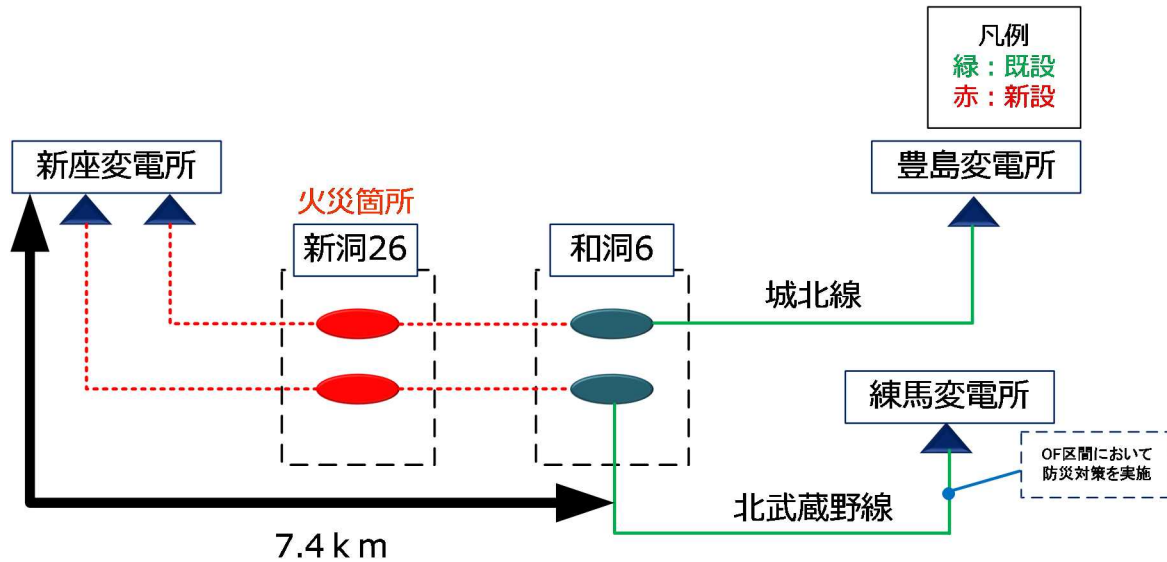 凡例
緑：既設
赤：新設
新座変電所
豊島変電所
火災箇所
新洞26
和洞6
城北線
練馬変電所
OF区間において
防災対策を実施
北武蔵野線
7.4ｋｍ